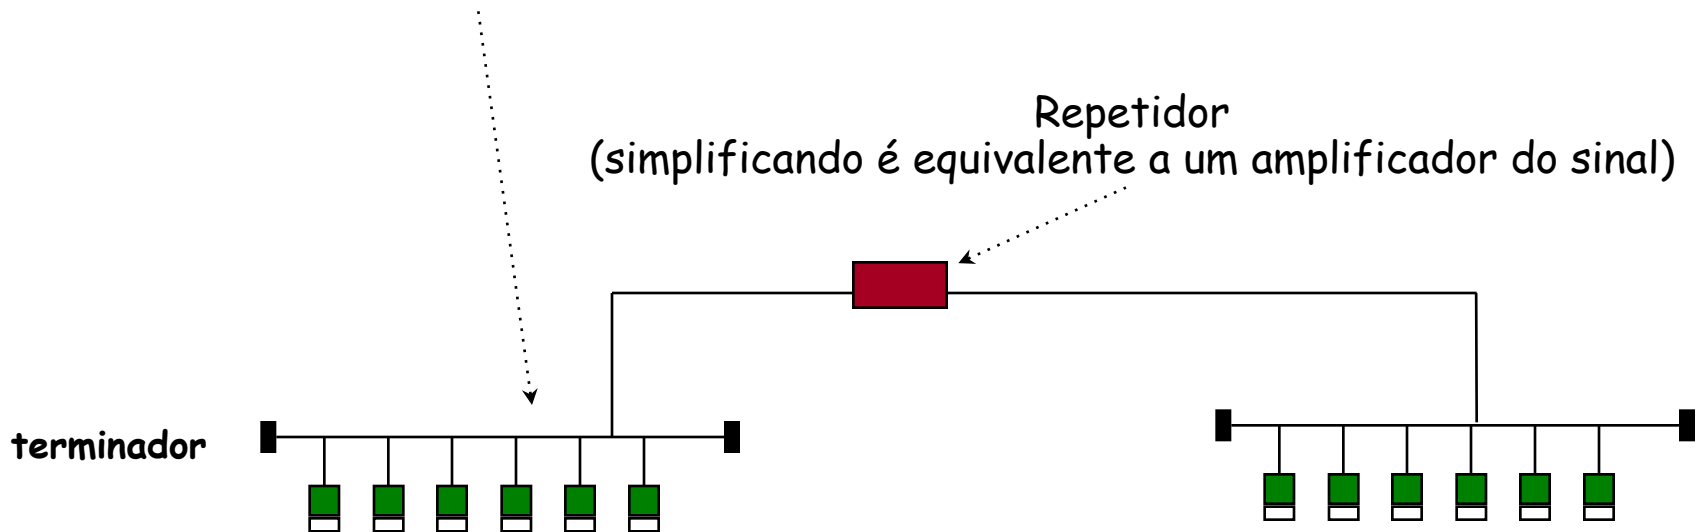 Repetidor
(simplificando é equivalente a um amplificador do sinal)
terminador